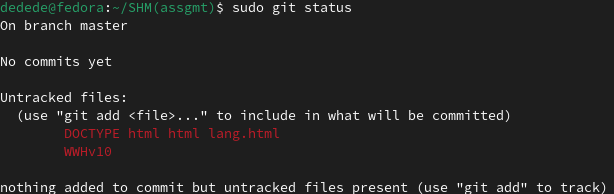 dedede@fedora:~/SHM(assgmt)$ sudo git status
On branch master

No commits yet

Untracked files:
  (use "git add <file>..." to include in what will be committed)
        DOCTYPE html html lang.html
        WWHv10

nothing added to commit but untracked files present (use "git add" to track)